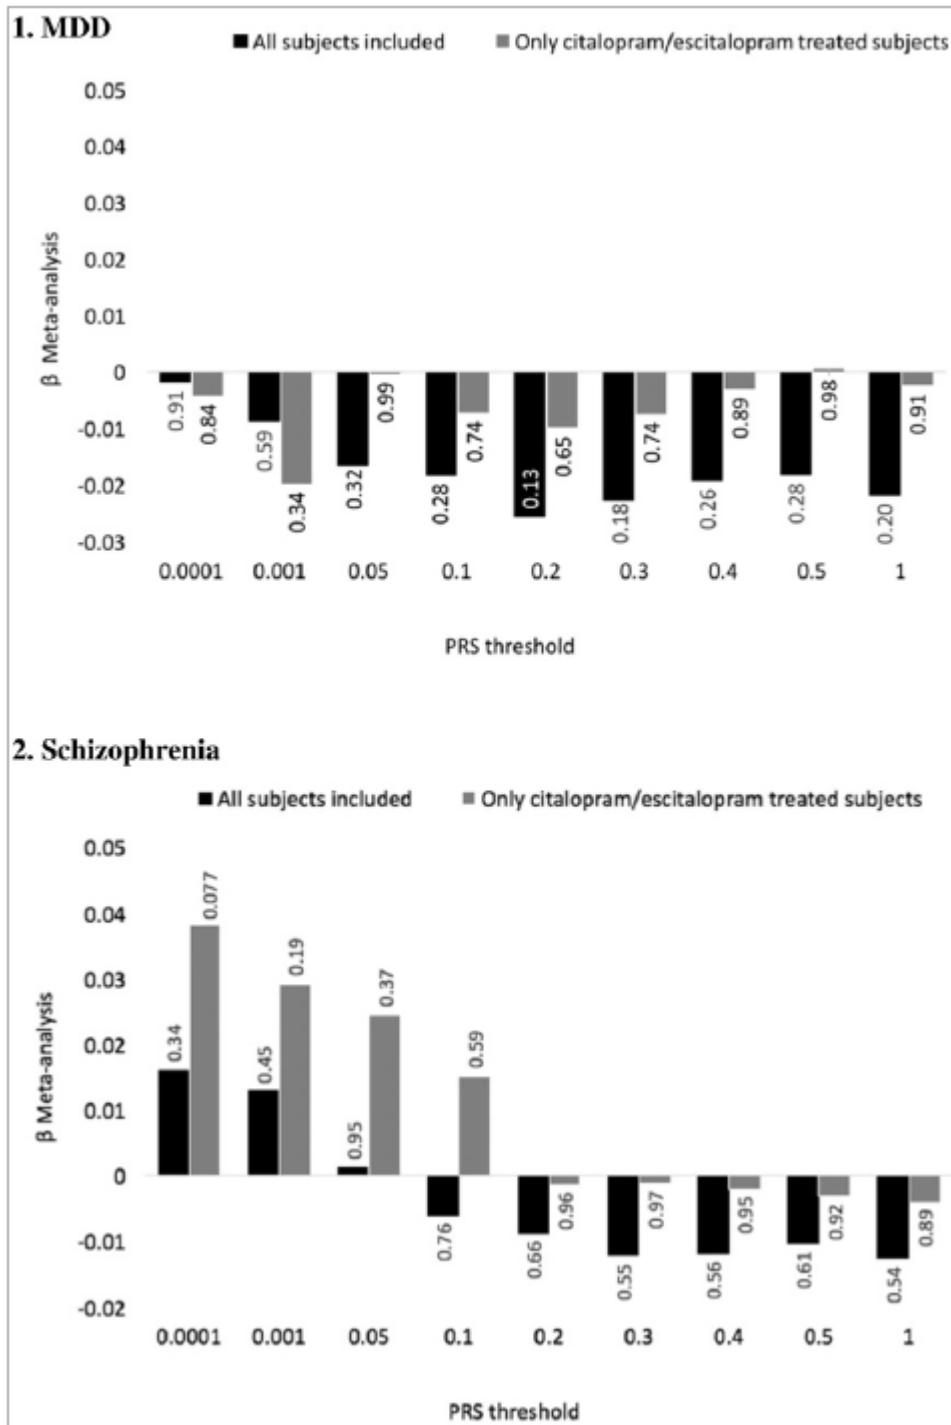 1. MDD
All subjects included Only citalopram/escitalopram treated subjects
β Meta-analysis
0.05
0.04
0.03
0.02
0.01
0
-0.01
-0.02
-0.03
0.91 0.84 0.59 0.34 0.32 0.99 0.28 0.74 0.13 0.65 0.18 0.74 0.26 0.89 0.28 0.98 0.20 0.91
0.0001 0.001 0.05 0.1 0.2 0.3 0.4 0.5 1
PRS threshold
2. Schizophrenia
All subjects included Only citalopram/escitalopram treated subjects
β Meta-analysis
0.05
0.04
0.03
0.02
0.01
0
-0.01
-0.02
0.34 0.077 0.45 0.19 0.95 0.37 0.76 0.59 0.66 0.96 0.55 0.97 0.56 0.95 0.61 0.92 0.54 0.89
0.0001 0.001 0.05 0.1 0.2 0.3 0.4 0.5 1
PRS threshold